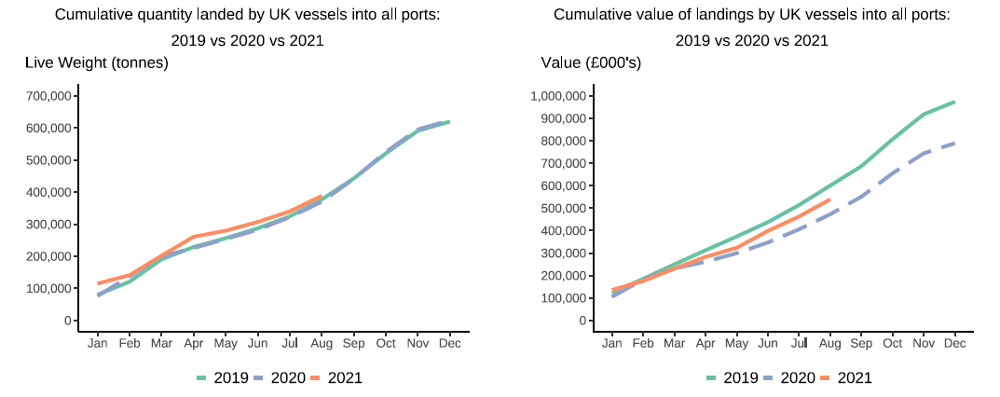 Cumulative quantity landed by UK vessels into all ports:
2019 vs 2020 vs 2021
Live Weight (tonnes)
700,000
600,000
500,000
400,000
300,000
200,000
100,000
0
Jan Feb Mar Apr May Jun Jul Aug Sep Oct Nov Dec
2019 2020 2021
Cumulative value of landings by UK vessels into all ports:
2019 vs 2020 vs 2021
Value (£000's)
1,000,000
900,000
800,000
700,000
600,000
500,000
400,000
300,000
200,000
100,000
0
Jan Feb Mar Apr May Jun Jul Aug Sep Oct Nov Dec
2019 2020 2021